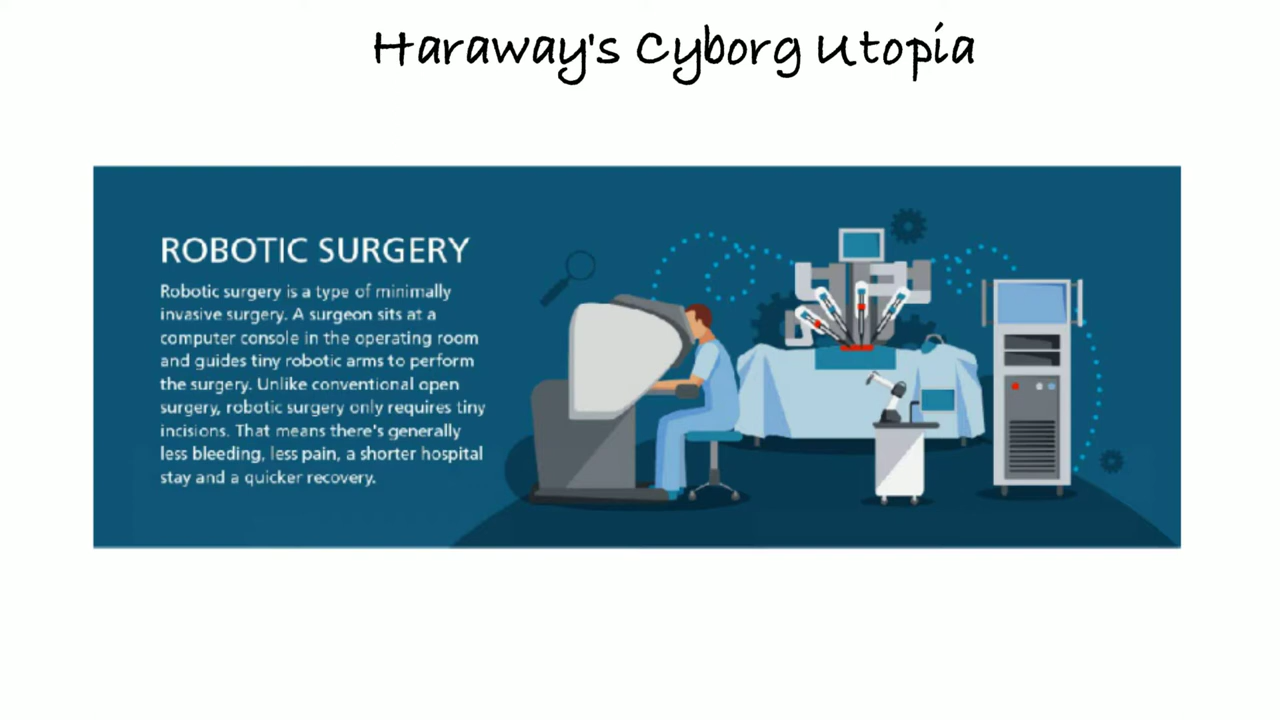 Haraway's Cyborg Utopia
ROBOTIC SURGERY
Robotic surgery is a type of minimally
invasive surgery. A surgeon sits at a
computer console in the operating room
and guides tiny robotic arms to perform
the surgery. Unlike conventional open
surgery, robotic surgery only requires tiny
incisions. That means there's generally
less bleeding, less pain, a shorter hospital
stay and a quicker recovery.